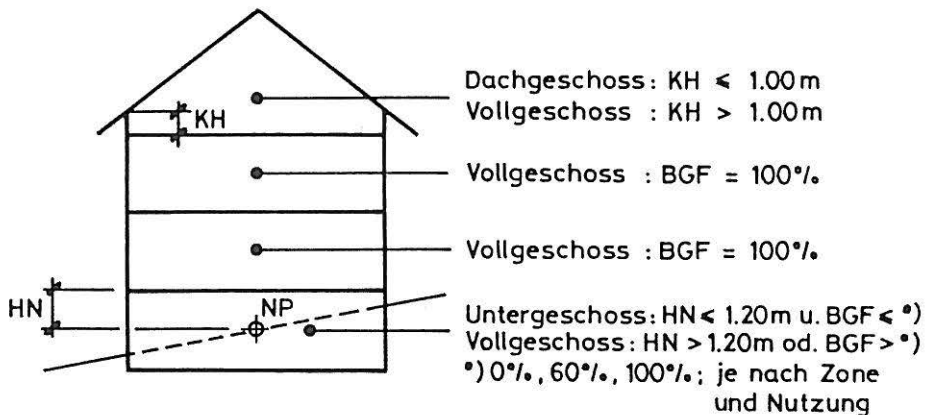 Dachgeschoss: KH ≤ 1.00m
Vollgeschoss : KH > 1.00m
KH
Vollgeschoss : BGF = 100%
Vollgeschoss : BGF = 100%
HN
NP
Untergeschoss: HN ≤ 1.20m u. BGF ≤ *)
Vollgeschoss: HN > 1.20m od. BGF > *)
*) 0%, 60%, 100%; je nach Zone
und Nutzung